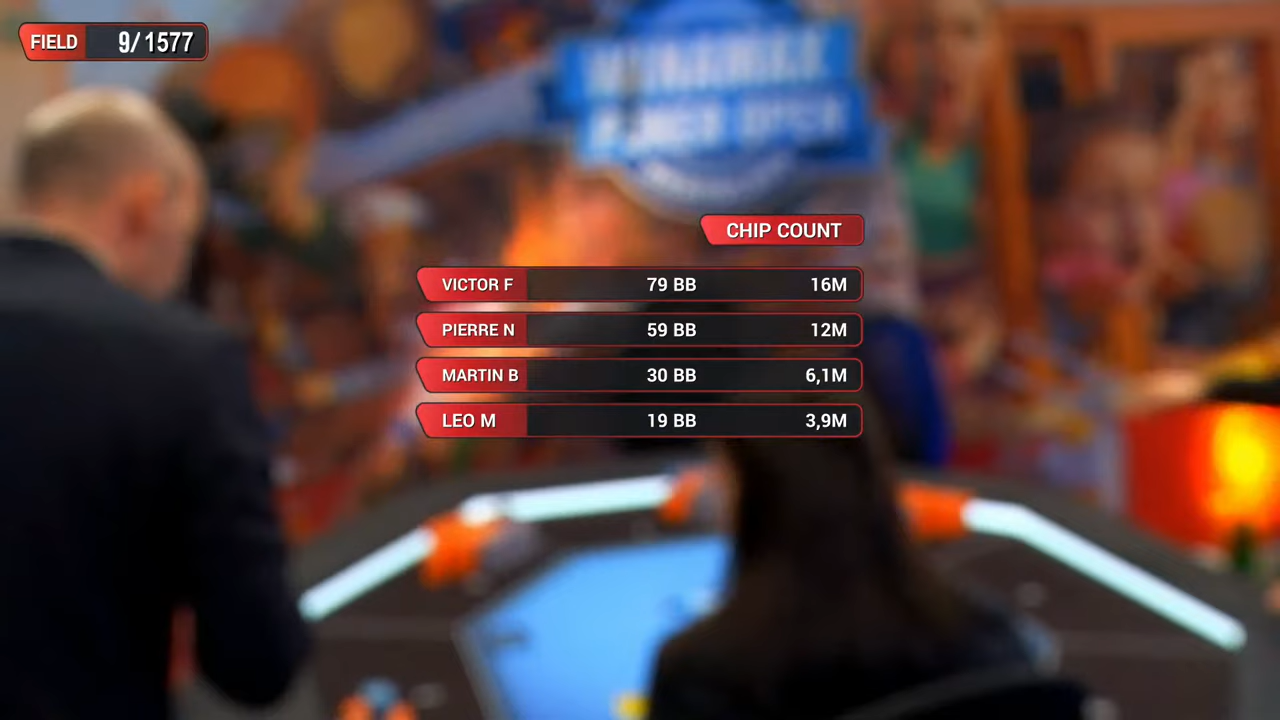 FIELD 9/1577
CHIP COUNT
VICTOR F 79 BB 16M
PIERRE N 59 BB 12M
MARTIN B 30 BB 6,1M
LEO M 19 BB 3,9M